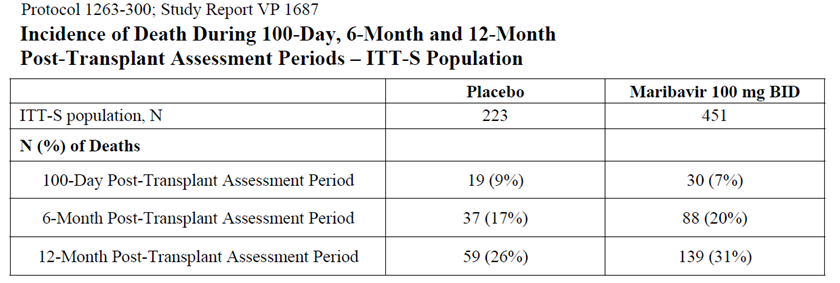 Protocol 1263-300; Study Report VP 1687
Incidence of Death During 100-Day, 6-Month and 12-Month
Post-Transplant Assessment Periods – ITT-S Population
Placebo Maribavir 100 mg BID
ITT-S population, N 223 451
N (%) of Deaths
100-Day Post-Transplant Assessment Period 19 (9%) 30 (7%)
6-Month Post-Transplant Assessment Period 37 (17%) 88 (20%)
12-Month Post-Transplant Assessment Period 59 (26%) 139 (31%)